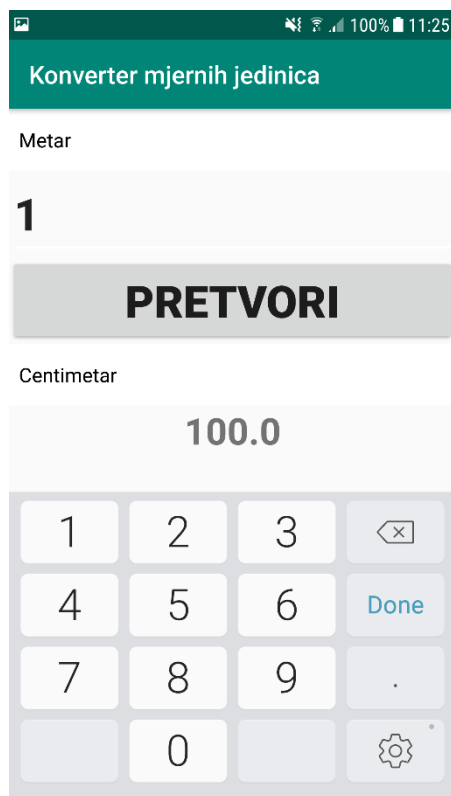 100% 11:25
Konverter mjernih jedinica
Metar
1
PRETVORI
Centimetar
100.0
1 2 3
4 5 6 Done
7 8 9 .
0